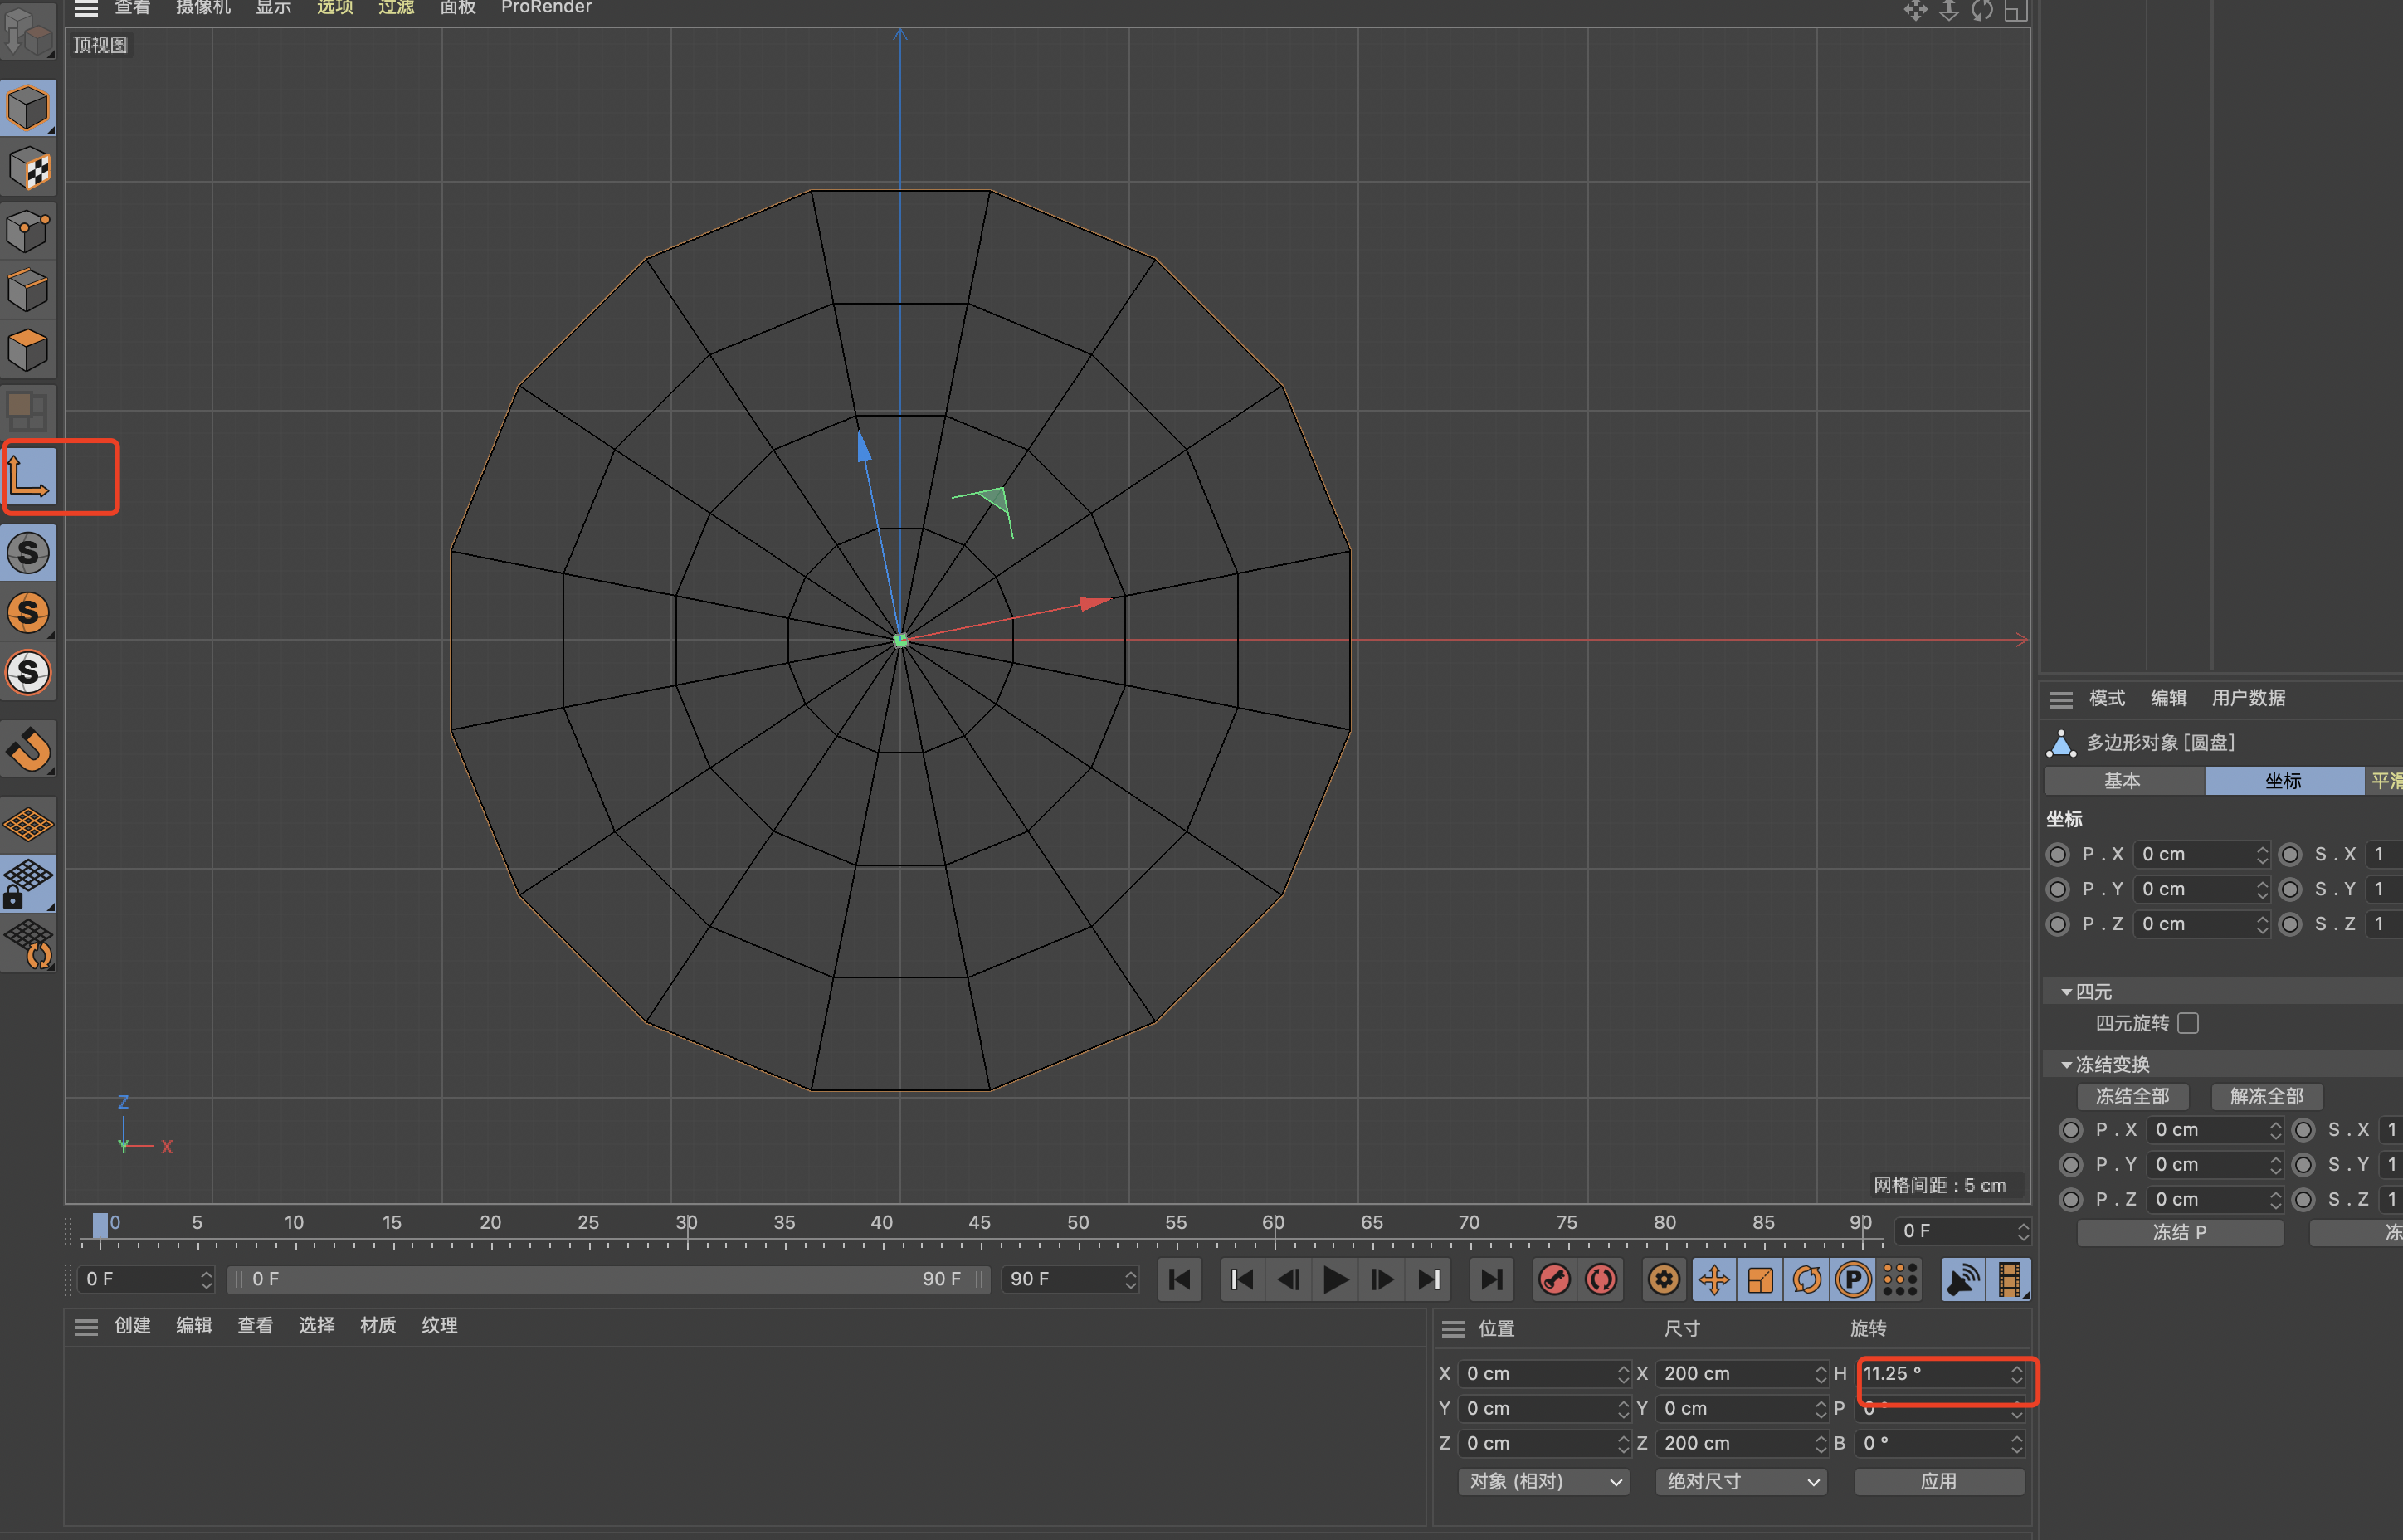 查看 摄像机 显示 选项 过滤 面板 ProRender
顶视图
S
S
S
Z
Y X
网格间距 : 5 cm
模式 编辑 用户数据
多边形对象 [圆盘]
基本 坐标
坐标
P . X 0 cm S . X 1
P . Y 0 cm S . Y 1
P . Z 0 cm S . Z 1
四元
四元旋转
冻结变换
冻结全部 解冻全部
P . X 0 cm S . X 1
P . Y 0 cm S . Y 1
P . Z 0 cm S . Z 1
冻结 P 冻
0 5 10 15 20 25 30 35 40 45 50 55 60 65 70 75 80 85 90 0 F
0 F 0 F 90 F 90 F P
创建 编辑 查看 选择 材质 纹理
位置 尺寸 旋转
X 0 cm X 200 cm H 11.25 °
Y 0 cm Y 0 cm P 0 °
Z 0 cm Z 200 cm B 0 °
对象 (相对) 绝对尺寸 应用